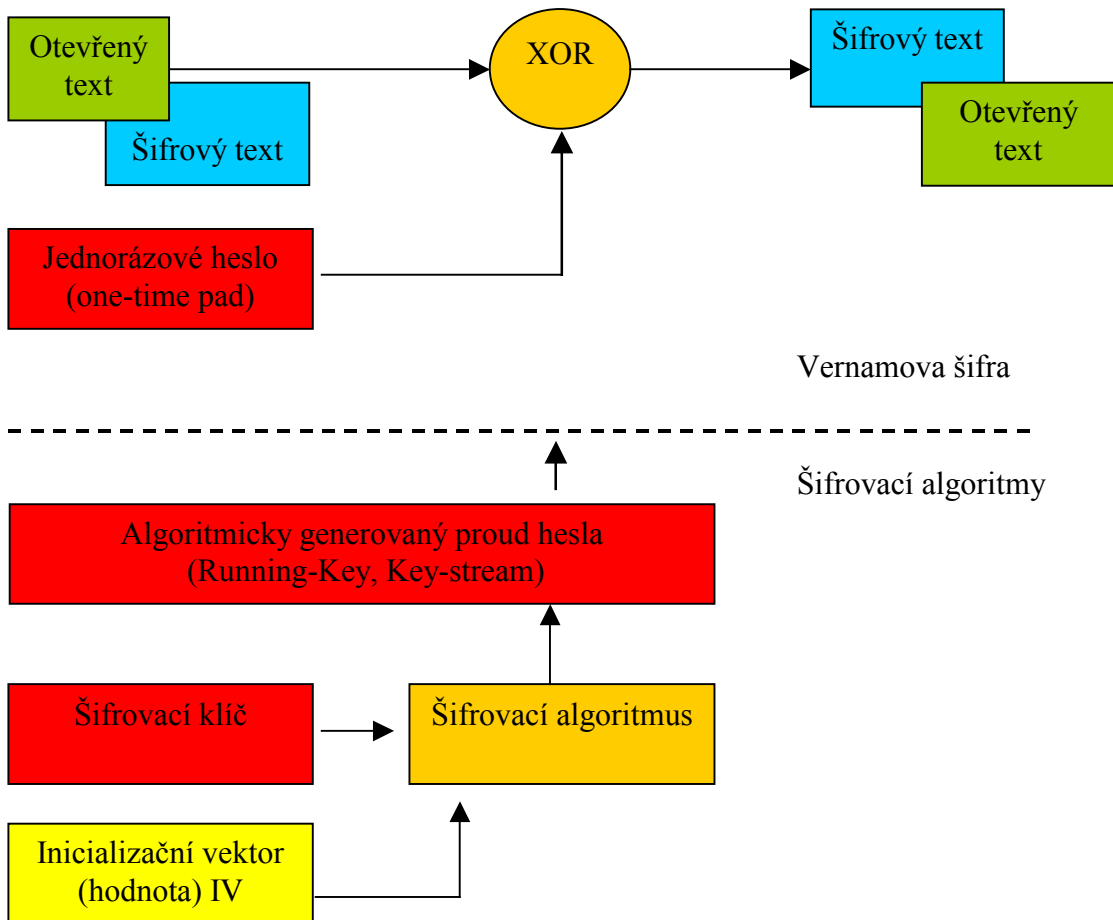 Otevřený
text
Šifrový text
XOR
Šifrový text
Otevřený
text
Jednorázové heslo
(one-time pad)
Vernamova šifra
Šifrovací algoritmy
Algoritmicky generovaný proud hesla
(Running-Key, Key-stream)
Šifrovací klíč
Šifrovací algoritmus
Inicializační vektor
(hodnota) IV